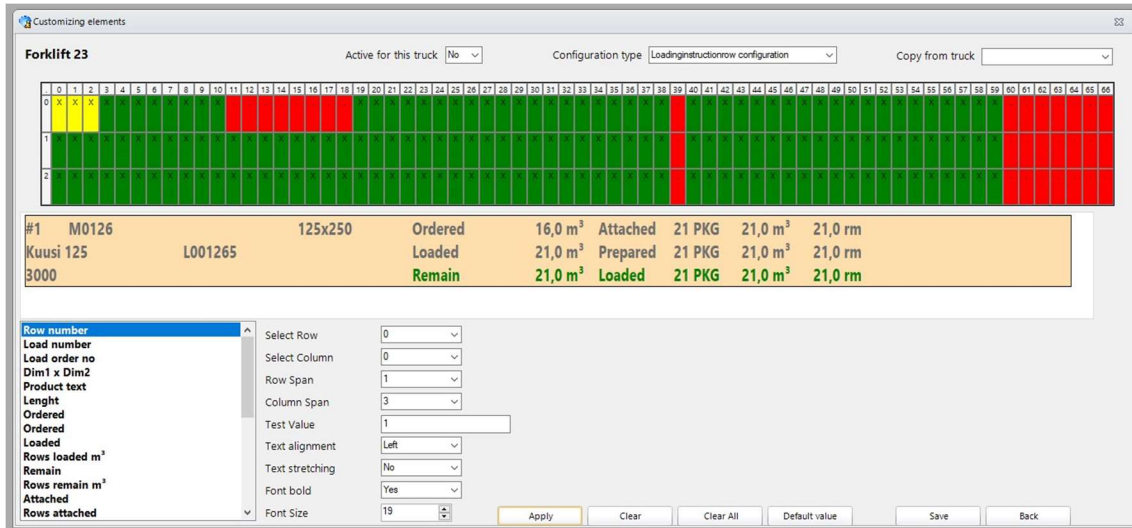 Customizing elements
Forklift 23 Active for this truck No Configuration type Loadinginstructionrow configuration Copy from truck
. 0 1 2 3 4 5 6 7 8 9 10 11 12 13 14 15 16 17 18 19 20 21 22 23 24 25 26 27 28 29 30 31 32 33 34 35 36 37 38 39 40 41 42 43 44 45 46 47 48 49 50 51 52 53 54 55 56 57 58 59 60 61 62 63 64 65 66
0 X X X X X X X X X X X X X X X X X X X X X X X X X X X X X X X X X X X X X X X X X X X X X X X X X X X
1 X X X X X X X X X X X X X X X X X X X X X X X X X X X X X X X X X X X X X X X X X X X X X X X X X X X X X X X X X X X
2 X X X X X X X X X X X X X X X X X X X X X X X X X X X X X X X X X X X X X X X X X X X X X X X X X X X X X X X X X X X
#1 M0126 125x250 Ordered 16,0 m³ Attached 21 PKG 21,0 m³ 21,0 rm
Kuusi 125 L001265 Loaded 21,0 m³ Prepared 21 PKG 21,0 m³ 21,0 rm
3000 Remain 21,0 m³ Loaded 21 PKG 21,0 m³ 21,0 rm
Row number
Load number
Load order no
Dim1 x Dim2
Product text
Lenght
Ordered
Ordered
Loaded
Rows loaded m³
Remain
Rows remain m³
Attached
Rows attached
Select Row 0
Select Column 0
Row Span 1
Column Span 3
Test Value 1
Text alignment Left
Text stretching No
Font bold Yes
Font Size 19
Apply Clear Clear All Default value Save Back